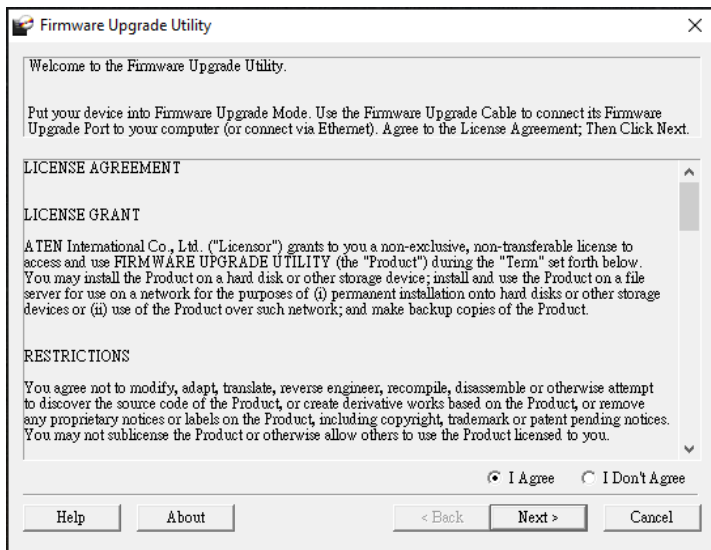 Firmware Upgrade Utility
Welcome to the Firmware Upgrade Utility.
Put your device into Firmware Upgrade Mode. Use the Firmware Upgrade Cable to connect its Firmware
Upgrade Port to your computer (or connect via Ethernet). Agree to the License Agreement; Then Click Next.
LICENSE AGREEMENT
LICENSE GRANT
ATEN International Co., Ltd. ("Licensor") grants to you a non-exclusive, non-transferable license to
access and use FIRMWARE UPGRADE UTILITY (the "Product") during the "Term" set forth below.
You may install the Product on a hard disk or other storage device; install and use the Product on a file
server for use on a network for the purposes of (i) permanent installation onto hard disks or other storage
devices or (ii) use of the Product over such network; and make backup copies of the Product.
RESTRICTIONS
You agree not to modify, adapt, translate, reverse engineer, recompile, disassemble or otherwise attempt
to discover the source code of the Product, or create derivative works based on the Product, or remove
any proprietary notices or labels on the Product, including copyright, trademark or patent pending notices.
You may not sublicense the Product or otherwise allow others to use the Product licensed to you.
I Agree I Don't Agree
Help About < Back Next > Cancel